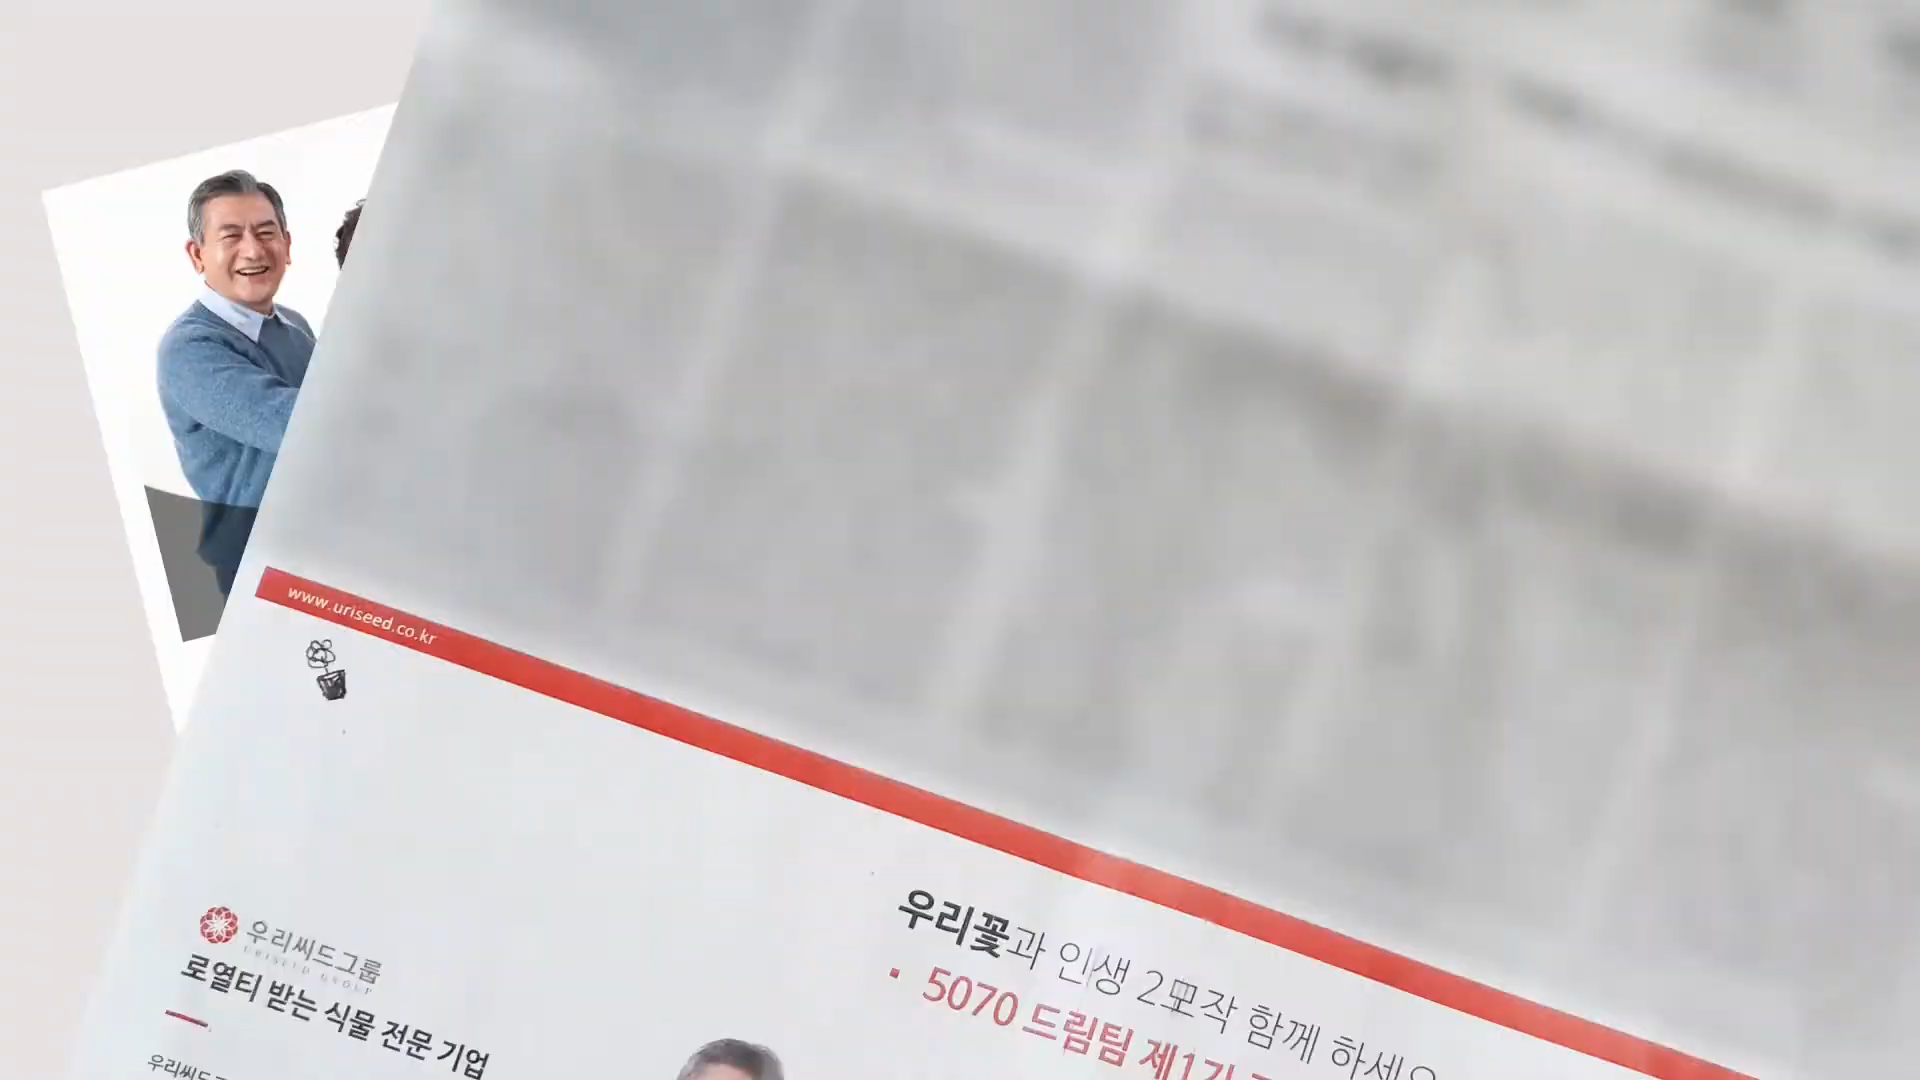 www.uriseed.co.kr
우리씨드그룹
URISEED GROUP
로열티 받는 식물 전문 기업
우리꽃과 인생 2모작 함께 하세요
• 5070 드림팀 제1기